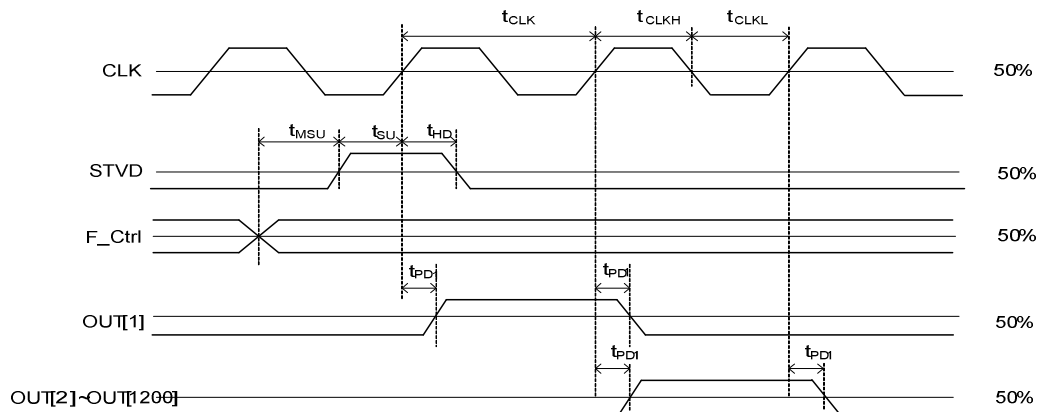 tCLK tCLKH tCLKL
CLK 50%
tMSU tSU tHD
STVD 50%
F_Ctrl 50%
tPD1 tPD1
OUT[1] 50%
tPD1 tPD1
OUT[2]~OUT[1200] 50%